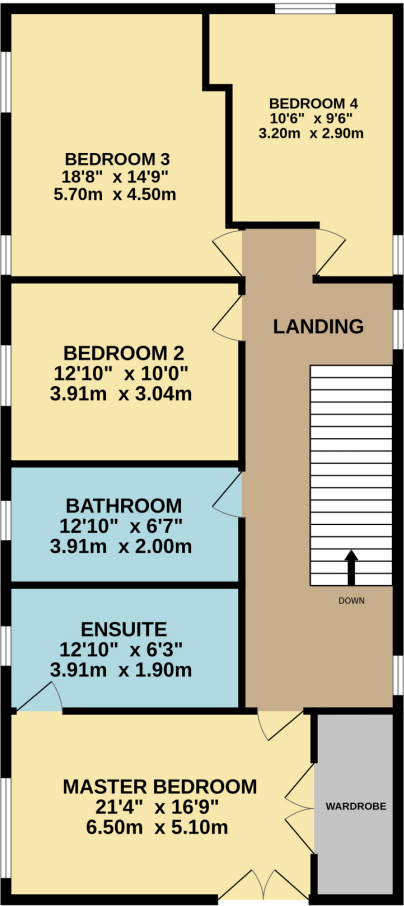 BEDROOM 4
10'6" x 9'6"
3.20m x 2.90m
BEDROOM 3
18'8" x 14'9"
5.70m x 4.50m
LANDING
BEDROOM 2
12'10" x 10'0"
3.91m x 3.04m
BATHROOM
12'10" x 6'7"
3.91m x 2.00m
DOWN
ENSUITE
12'10" x 6'3"
3.91m x 1.90m
MASTER BEDROOM
21'4" x 16'9"
6.50m x 5.10m
WARDROBE